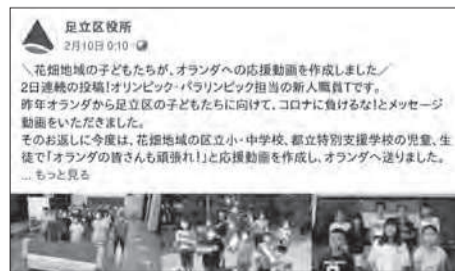 足立区役所
2月10日 0:10・
＼花畑地域の子どもたちが、オランダへの応援動画を作成しました／
2日連続の投稿!オリンピック・パラリンピック担当の新人職員Tです。
昨年オランダから足立区の子どもたちに向けて、コロナに負けるな!とメッセージ
動画をいただきました。
そのお返しに今度は、花畑地域の区立小・中学校、都立特別支援学校の児童、生
徒で「オランダの皆さんも頑張れ!」と応援動画を作成し、オランダへ送りました。
... もっと見る